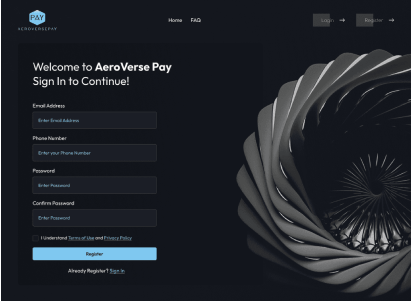 PAY
AEROVERSEPAY
Home FAQ
Login → Register →
Welcome to AeroVerse Pay
Sign In to Continue!
Email Address
Enter Email Address
Phone Number
Enter your Phone Number
Password
Enter Password
Confirm Password
Enter Password
I Understand Terms of Use and Privacy Policy
Register
Already Register? Sign In